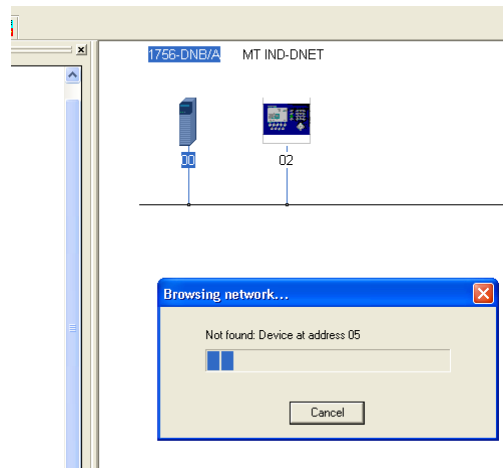 1756-DNB/A MT IND-DNET
00 02
Browsing network...
Not found: Device at address 05
Cancel